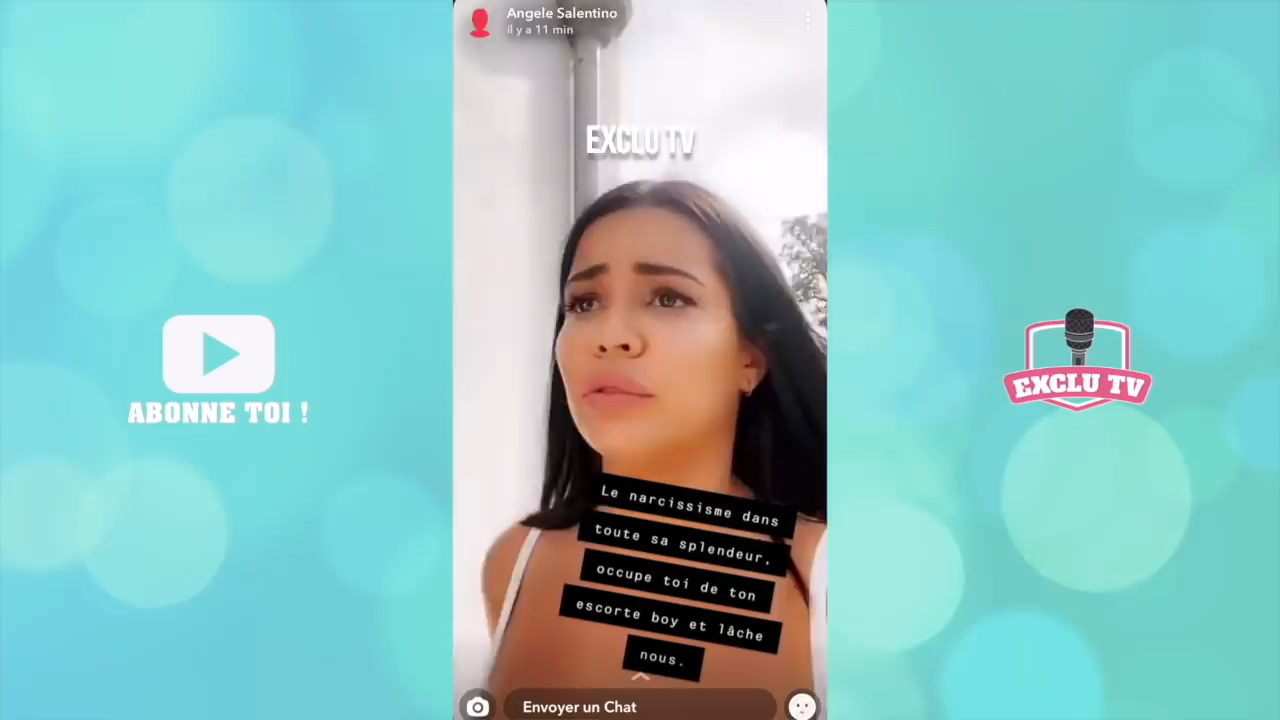 Angele Salentino
il y a 11 min
EXCLU TV
ABONNE TOI !
EXCLU TV
Le narcissisme dans
toute sa splendeur,
occupe toi de ton
escorte boy et lâche
nous.
Envoyer un Chat